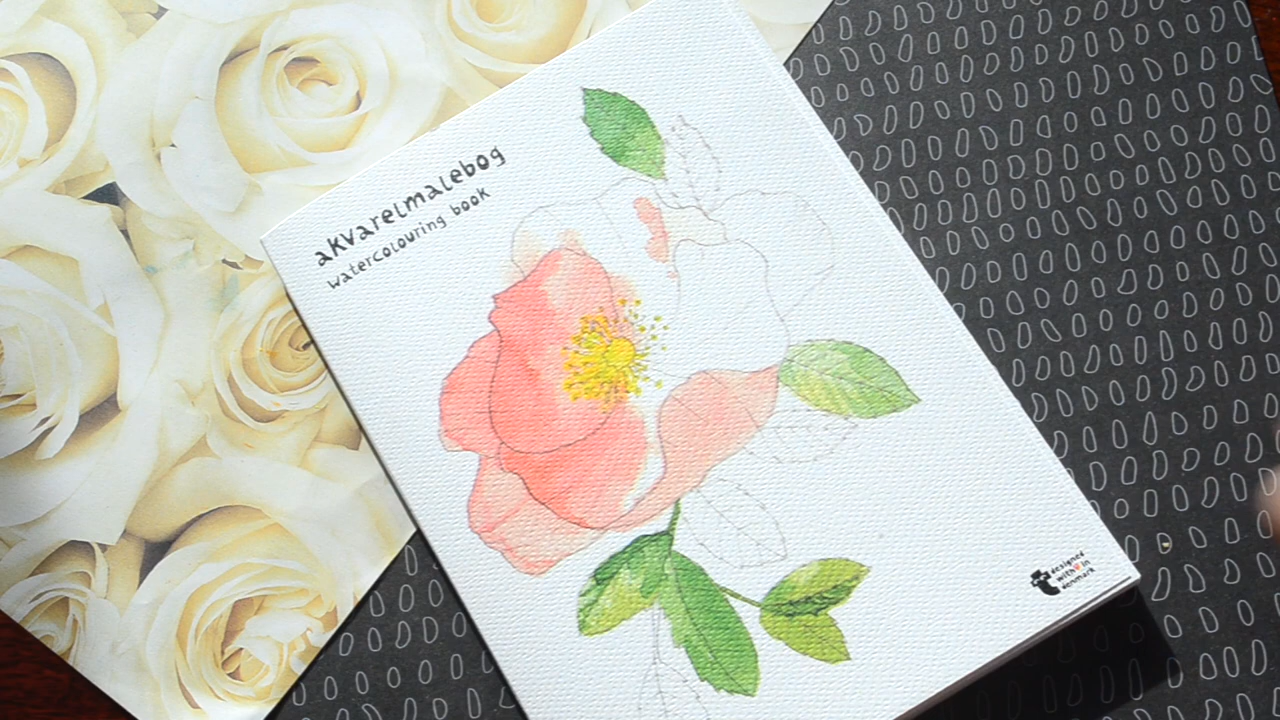 akvarelmalebog
watercolouring book
designed
with in
denmark